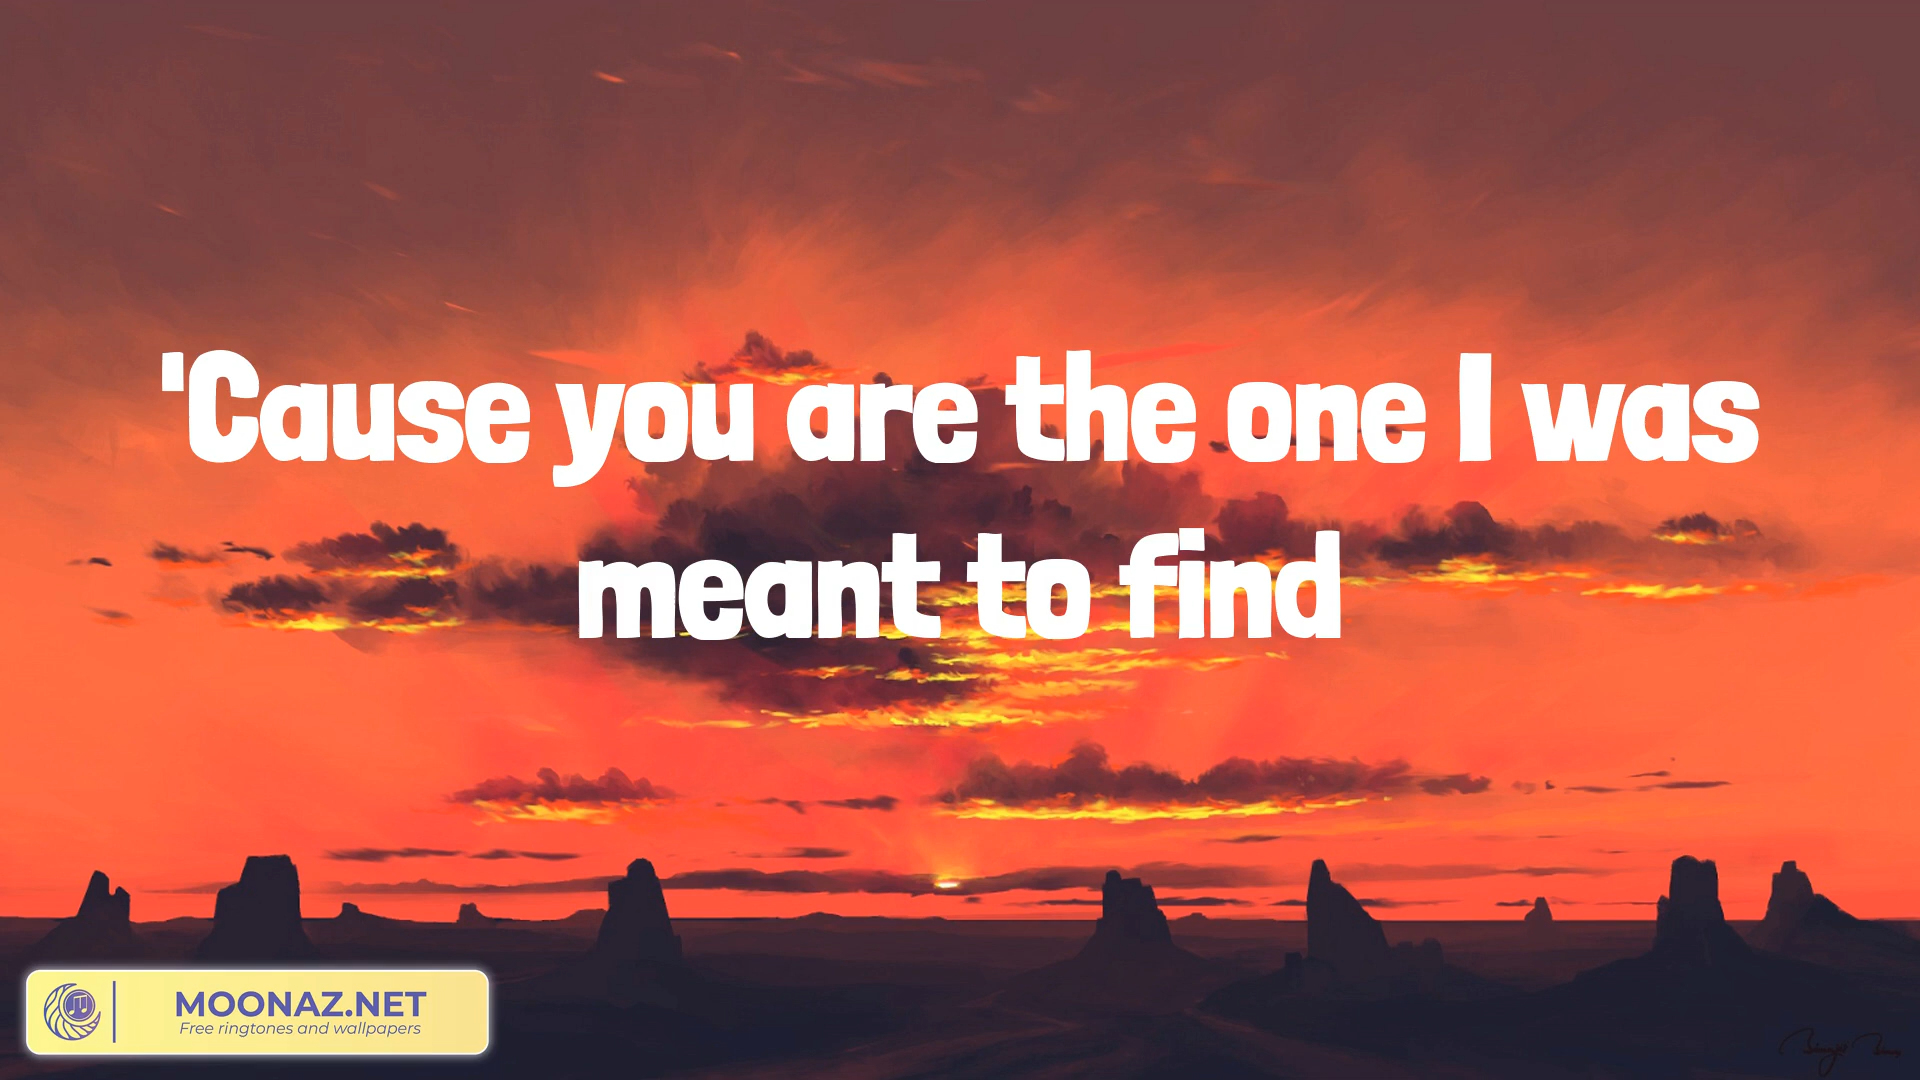 'Cause you are the one I was
meant to find
MOONAZ.NET
Free ringtones and wallpapers